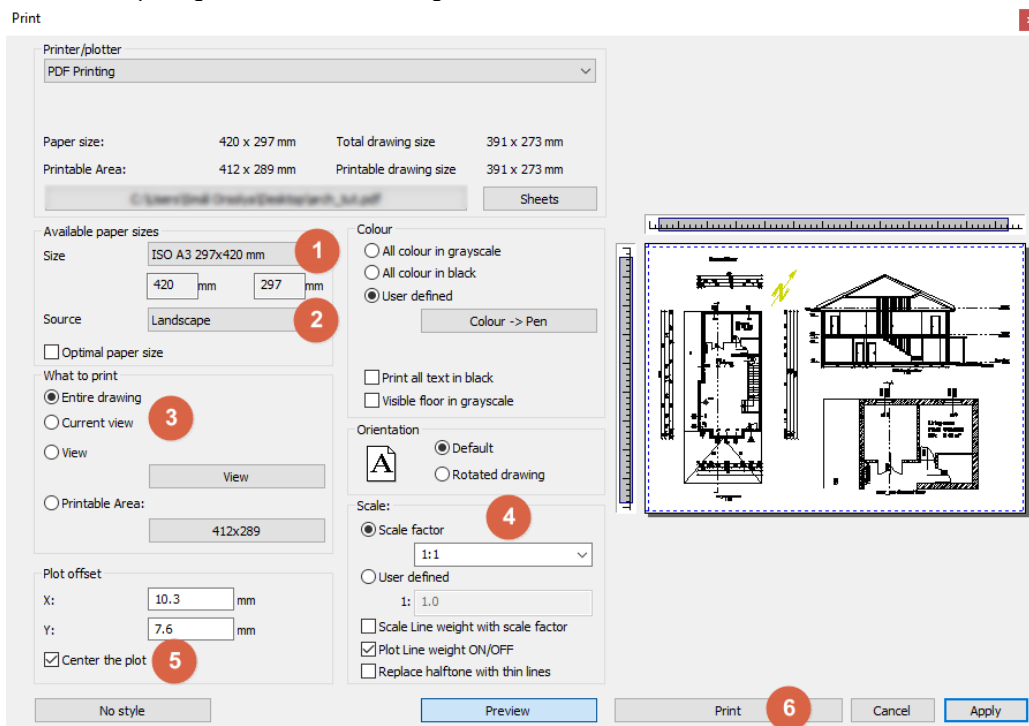 Print
Printer/plotter
PDF Printing
Paper size: 420 x 297 mm Total drawing size 391 x 273 mm
Printable Area: 412 x 289 mm Printable drawing size 391 x 273 mm
Sheets
Available paper sizes
Size ISO A3 297x420 mm 1
420 mm 297 mm
Source Landscape 2
Optimal paper size
What to print
Entire drawing
Current view 3
View
View
Printable Area:
412x289
Plot offset
X: 10.3 mm
Y: 7.6 mm
Center the plot 5
No style
Colour
All colour in grayscale
All colour in black
User defined
Colour -> Pen
Print all text in black
Visible floor in grayscale
Orientation
A Default
Rotated drawing
Scale: 4
Scale factor
1:1
User defined
1: 1.0
Scale Line weight with scale factor
Plot Line weight ON/OFF
Replace halftone with thin lines
Preview
Print 6 Cancel Apply
N